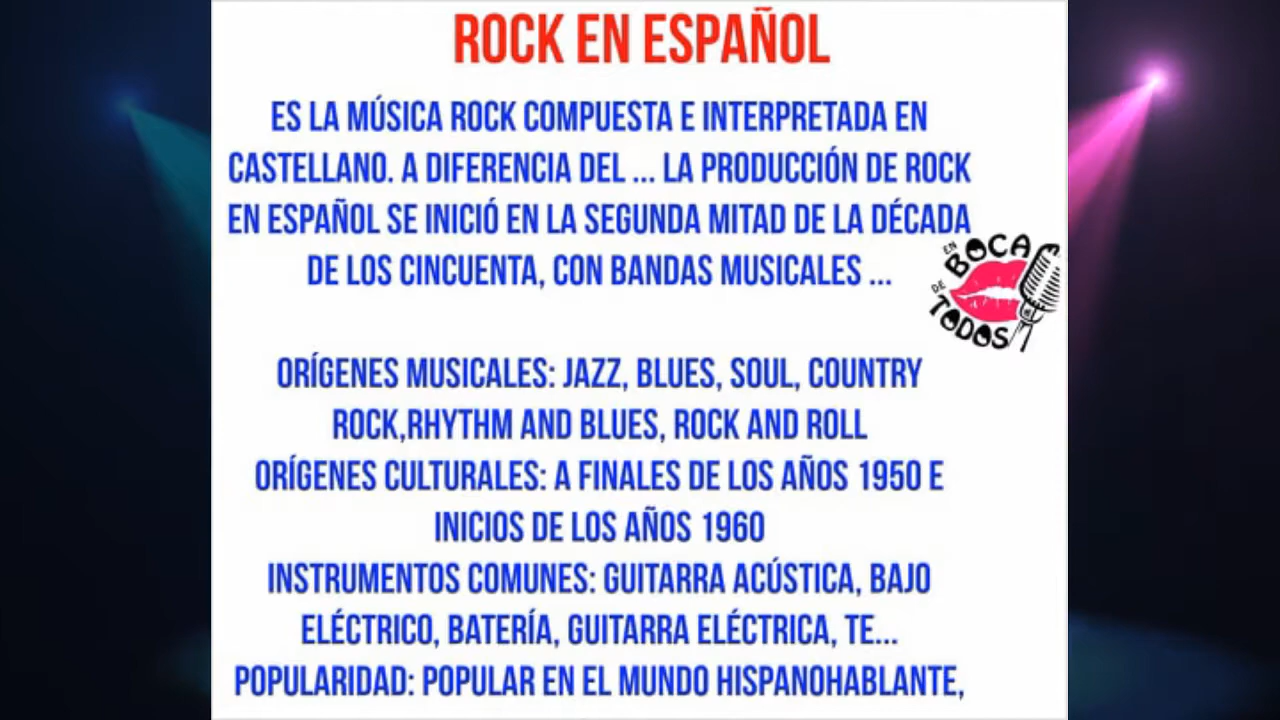 ROCK EN ESPAÑOL
ES LA MÚSICA ROCK COMPUESTA E INTERPRETADA EN
CASTELLANO. A DIFERENCIA DEL ... LA PRODUCCIÓN DE ROCK
EN ESPAÑOL SE INICIÓ EN LA SEGUNDA MITAD DE LA DÉCADA
DE LOS CINCUENTA, CON BANDAS MUSICALES ...
EN
BOCA
DE
TODOS
ORÍGENES MUSICALES: JAZZ, BLUES, SOUL, COUNTRY
ROCK,RHYTHM AND BLUES, ROCK AND ROLL
ORÍGENES CULTURALES: A FINALES DE LOS AÑOS 1950 E
INICIOS DE LOS AÑOS 1960
INSTRUMENTOS COMUNES: GUITARRA ACÚSTICA, BAJO
ELÉCTRICO, BATERÍA, GUITARRA ELÉCTRICA, TE...
POPULARIDAD: POPULAR EN EL MUNDO HISPANOHABLANTE,